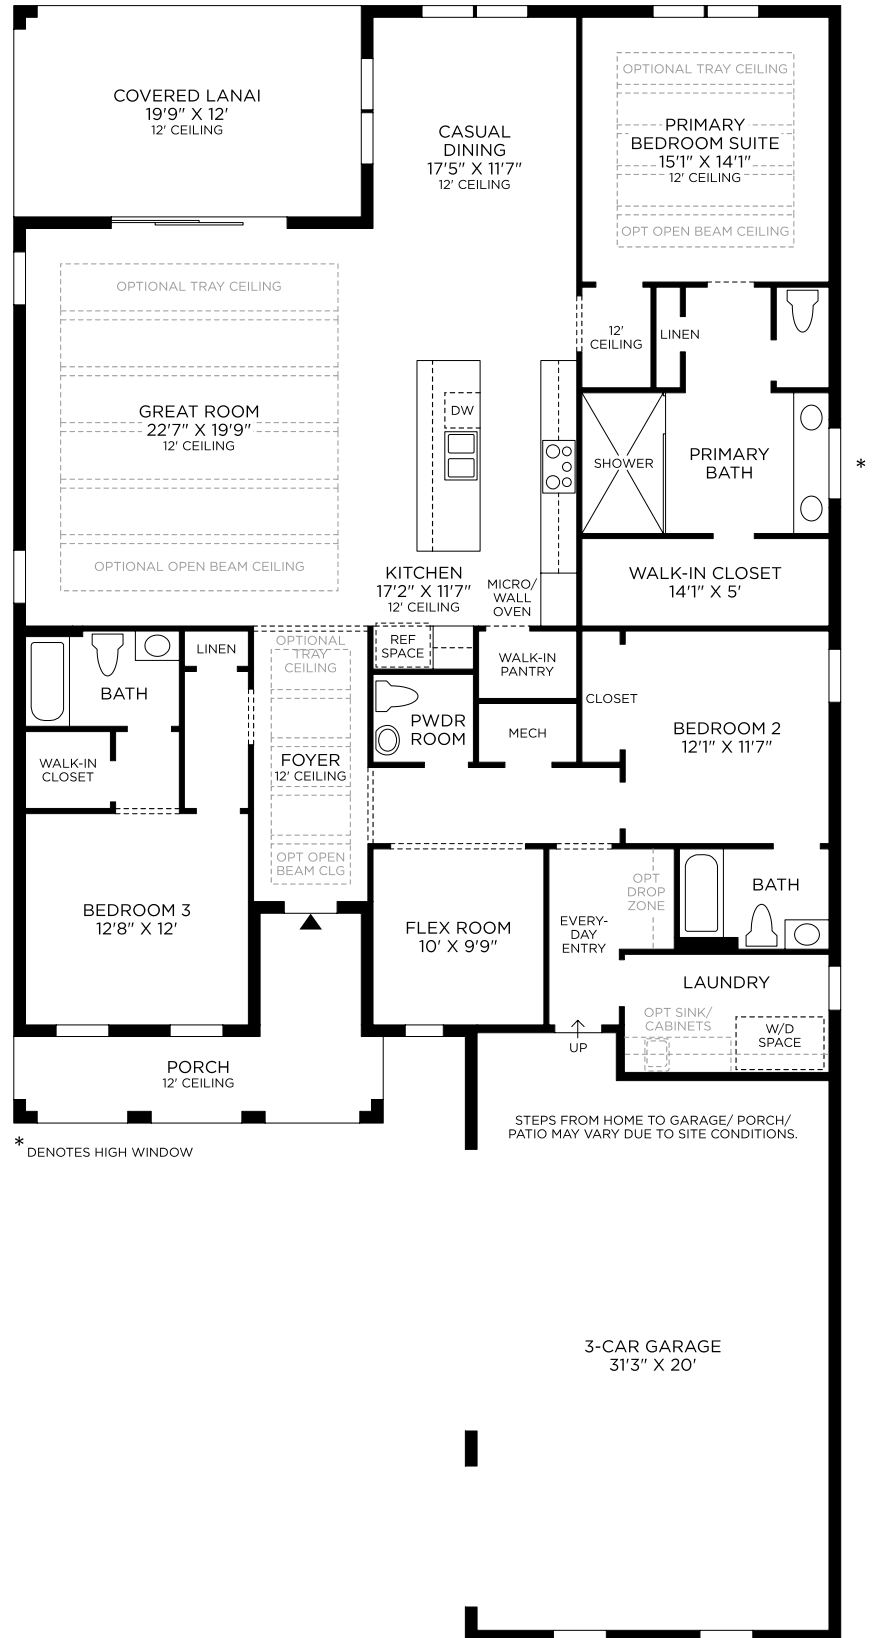 COVERED LANAI
19'9" X 12'
12' CEILING
CASUAL
DINING
17'5" X 11'7"
12' CEILING
OPTIONAL TRAY CEILING
PRIMARY
BEDROOM SUITE
15'1" X 14'1"
12' CEILING
OPT OPEN BEAM CEILING
OPTIONAL TRAY CEILING
GREAT ROOM
22'7" X 19'9"
12' CEILING
OPTIONAL OPEN BEAM CEILING
12'
CEILING
LINEN
DW
SHOWER
PRIMARY
BATH
*
KITCHEN
17'2" X 11'7"
12' CEILING
MICRO/
WALL
OVEN
WALK-IN CLOSET
14'1" X 5'
BATH
LINEN
OPTIONAL
TRAY
CEILING
REF
SPACE
WALK-IN
PANTRY
CLOSET
BEDROOM 2
12'1" X 11'7"
WALK-IN
CLOSET
FOYER
12' CEILING
PWDR
ROOM
MECH
OPT OPEN
BEAM CLG
BEDROOM 3
12'8" X 12'
FLEX ROOM
10' X 9'9"
EVERY-
DAY
ENTRY
OPT
DROP
ZONE
BATH
LAUNDRY
OPT SINK/
CABINETS
W/D
SPACE
UP
PORCH
12' CEILING
* DENOTES HIGH WINDOW
STEPS FROM HOME TO GARAGE/ PORCH/
PATIO MAY VARY DUE TO SITE CONDITIONS.
3-CAR GARAGE
31'3" X 20'